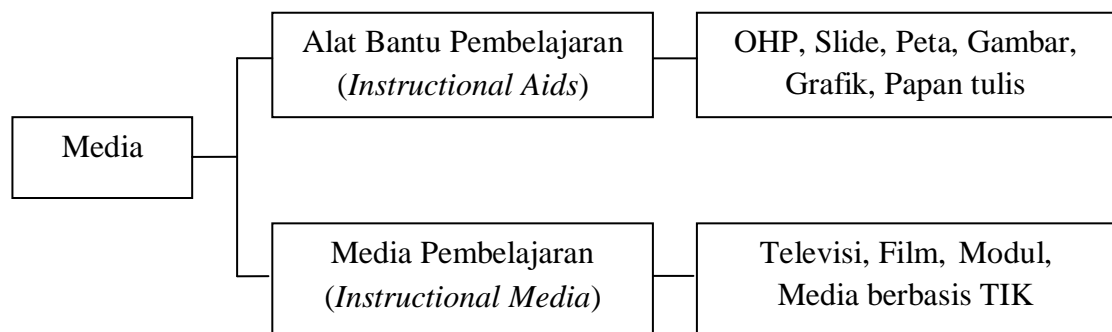 Media
Alat Bantu Pembelajaran
(Instructional Aids)
OHP, Slide, Peta, Gambar,
Grafik, Papan tulis
Media Pembelajaran
(Instructional Media)
Televisi, Film, Modul,
Media berbasis TIK